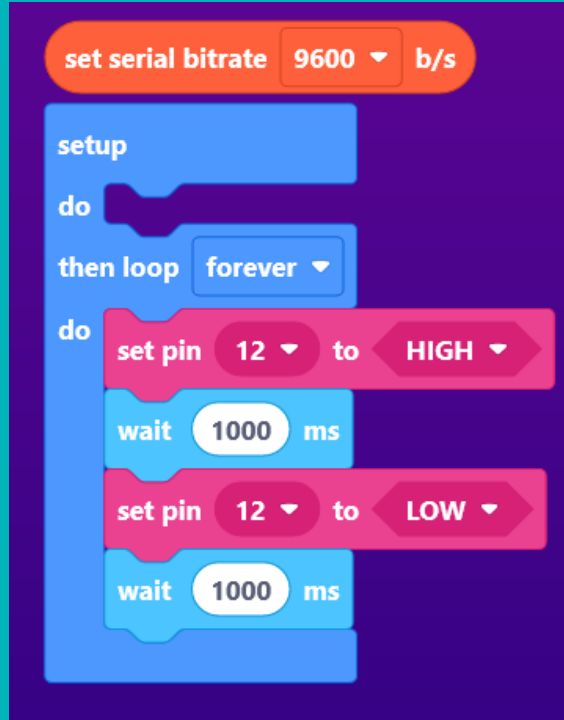 set serial bitrate 9600 b/s
setup
do
then loop forever
do
set pin 12 to HIGH
wait 1000 ms
set pin 12 to LOW
wait 1000 ms